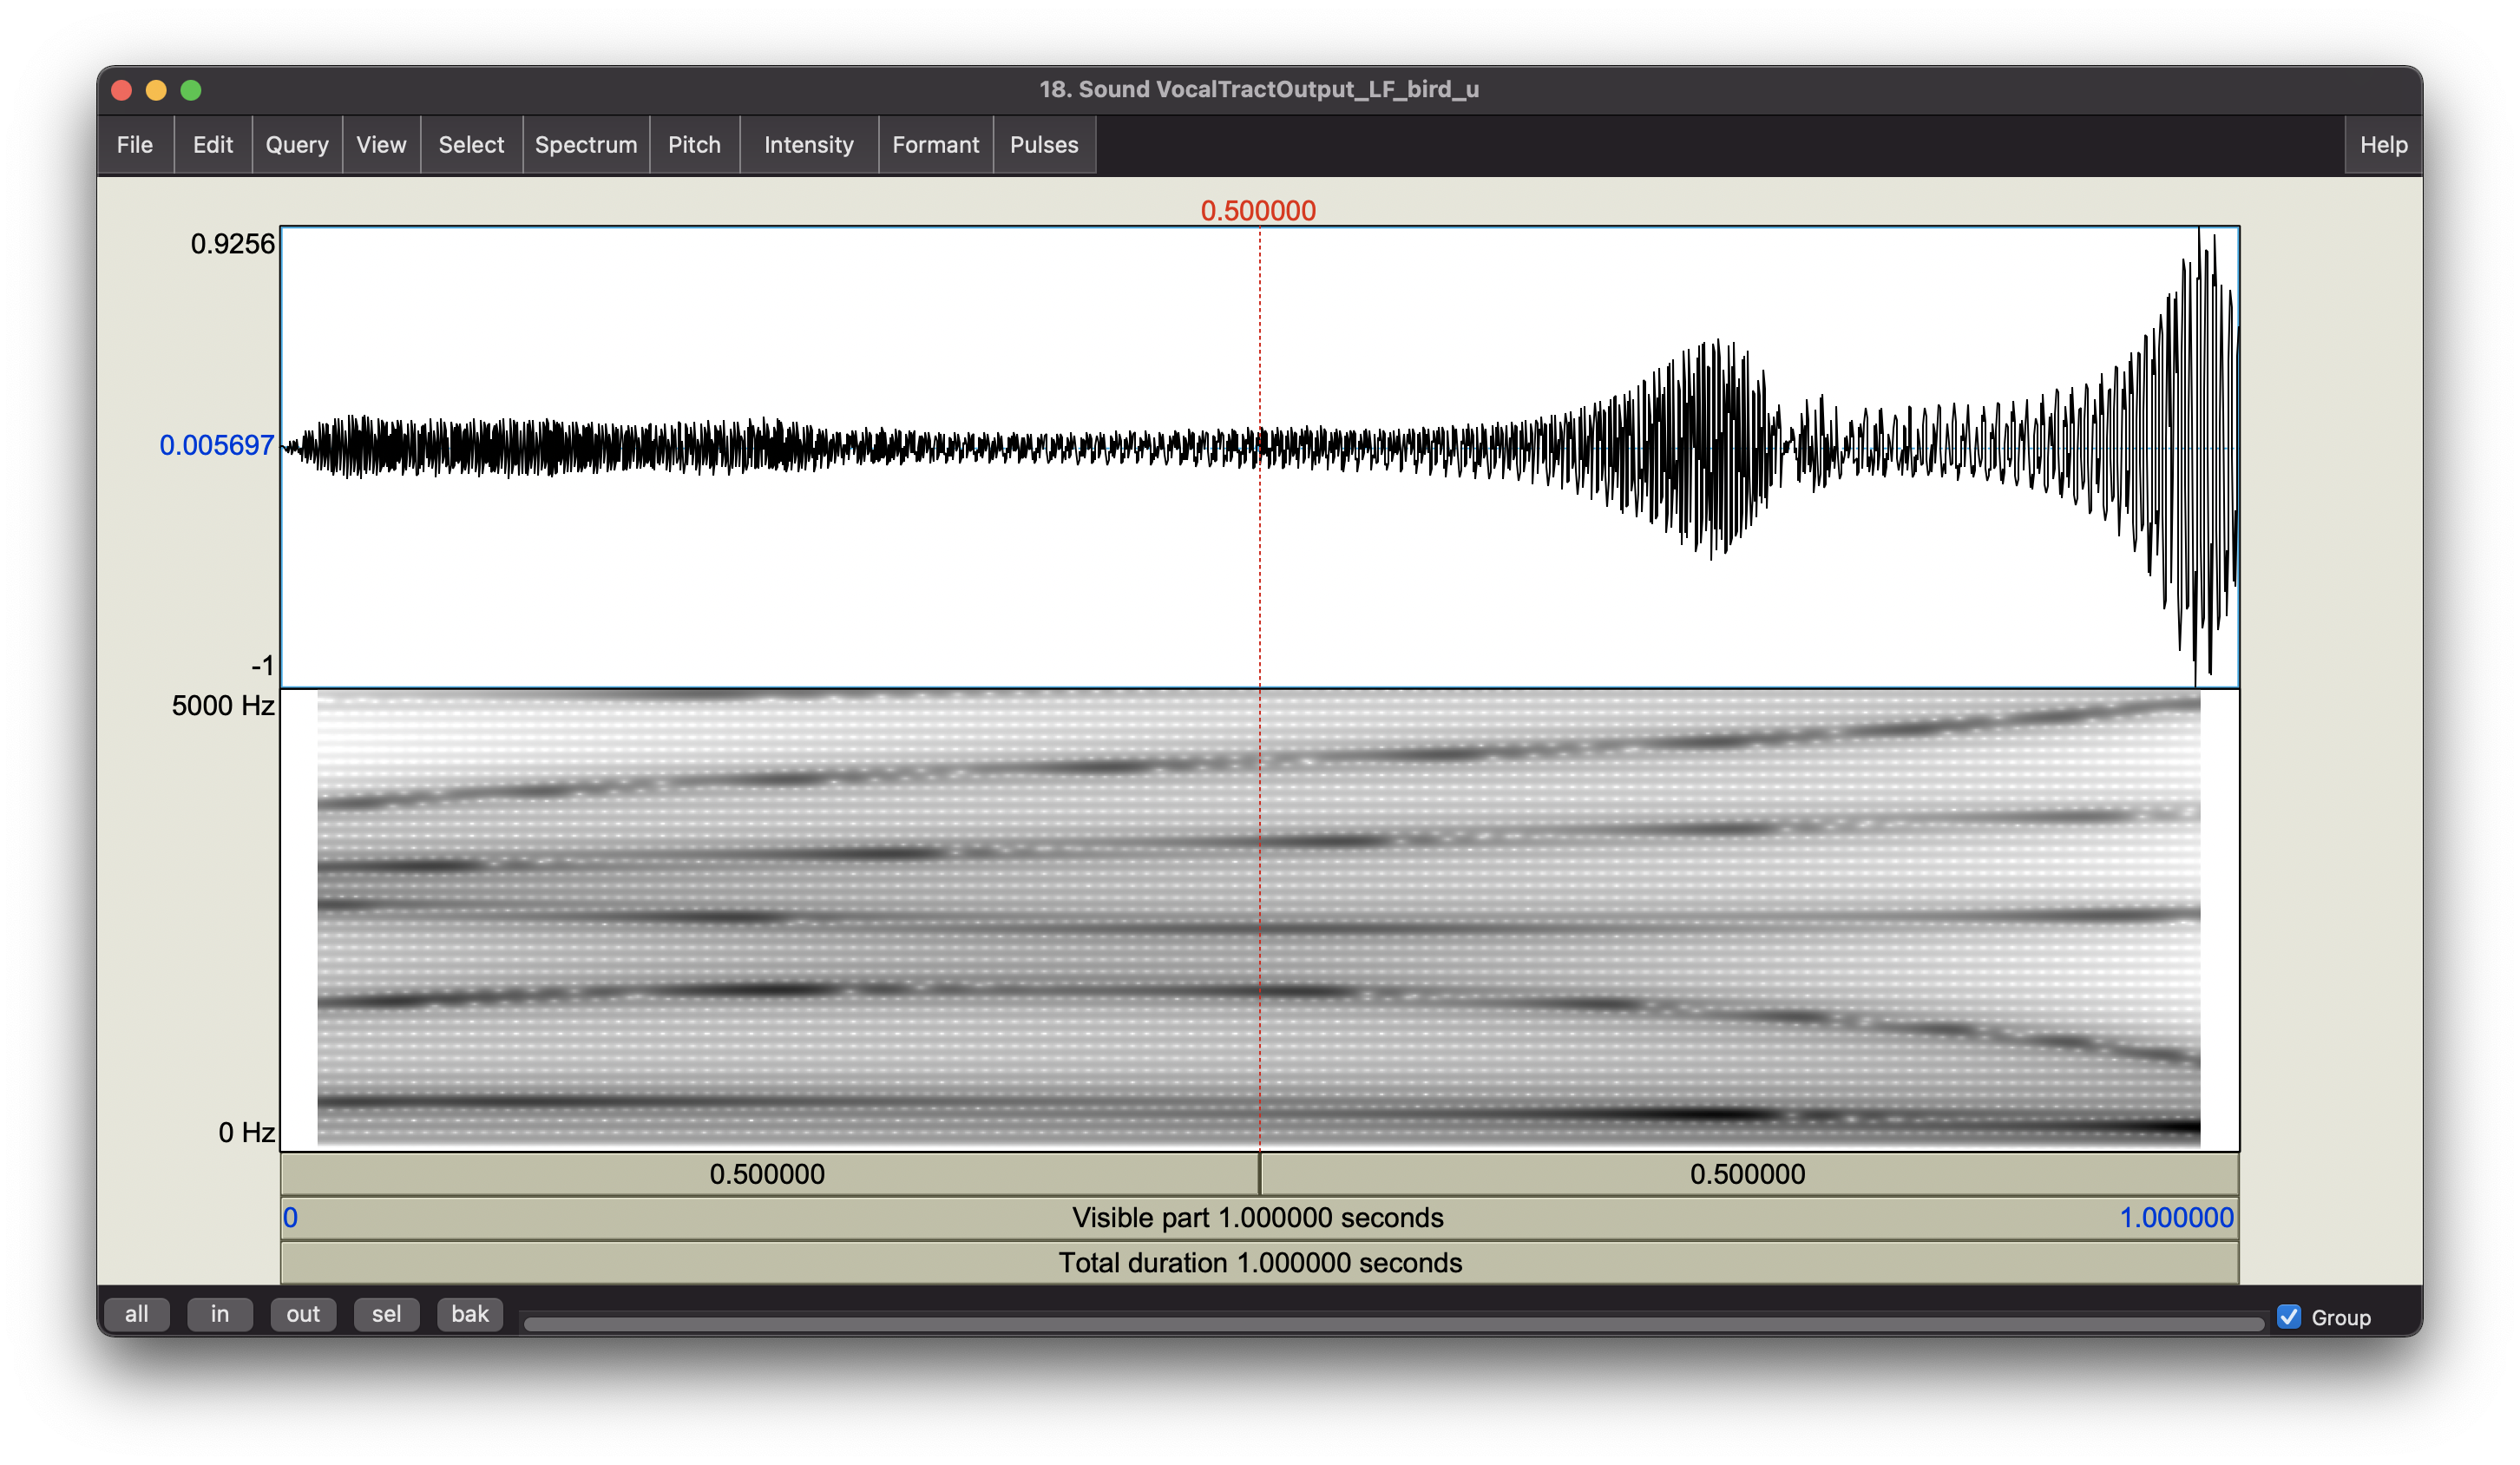 18. Sound VocalTractOutput_LF_bird_u
File Edit Query View Select Spectrum Pitch Intensity Formant Pulses Help
0.500000
0.9256
0.005697
-1
5000 Hz
0 Hz
0.500000 0.500000
0 Visible part 1.000000 seconds 1.000000
Total duration 1.000000 seconds
all in out sel bak Group